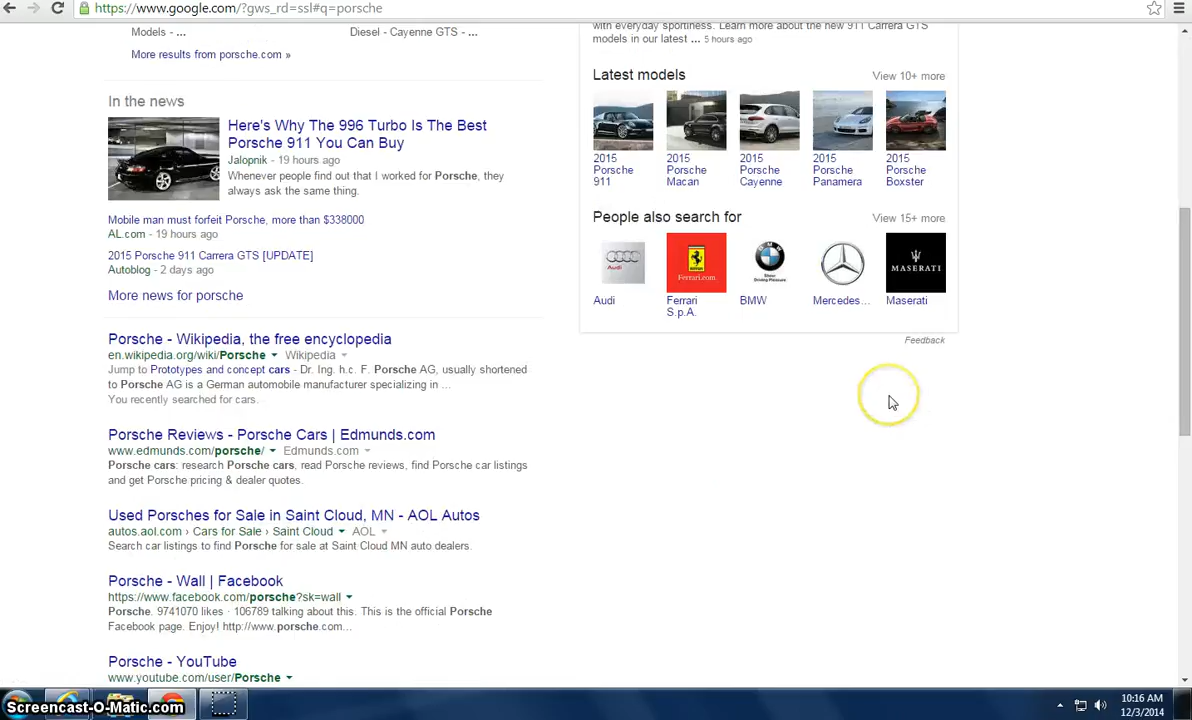 https://www.google.com/?gws_rd=ssl#q=porsche
Models - ...
Diesel - Cayenne GTS - ...
More results from porsche.com »
In the news
Here's Why The 996 Turbo Is The Best
Porsche 911 You Can Buy
Jalopnik - 19 hours ago
Whenever people find out that I worked for Porsche, they
always ask the same thing.
Mobile man must forfeit Porsche, more than $338000
AL.com - 19 hours ago
2015 Porsche 911 Carrera GTS [UPDATE]
Autoblog - 2 days ago
More news for porsche
Porsche - Wikipedia, the free encyclopedia
en.wikipedia.org/wiki/Porsche Wikipedia
Jump to Prototypes and concept cars - Dr. Ing. h.c. F. Porsche AG, usually shortened
to Porsche AG is a German automobile manufacturer specializing in ...
You recently searched for cars.
Porsche Reviews - Porsche Cars | Edmunds.com
www.edmunds.com/porsche/ Edmunds.com
Porsche cars: research Porsche cars, read Porsche reviews, find Porsche car listings
and get Porsche pricing & dealer quotes.
Used Porsches for Sale in Saint Cloud, MN - AOL Autos
autos.aol.com › Cars for Sale › Saint Cloud AOL
Search car listings to find Porsche for sale at Saint Cloud MN auto dealers.
Porsche - Wall | Facebook
https://www.facebook.com/porsche?sk=wall
Porsche. 9741070 likes · 106789 talking about this. This is the official Porsche
Facebook page. Enjoy! http://www.porsche.com...
Porsche - YouTube
www.youtube.com/user/Porsche
with everyday sportiness. Learn more about the new 911 Carrera GTS
models in our latest ... 5 hours ago
Latest models
View 10+ more
2015 Porsche 911
2015 Porsche Macan
2015 Porsche Cayenne
2015 Porsche Panamera
2015 Porsche Boxster
People also search for
View 15+ more
Audi
Ferrari.com
MASERATI
Audi
Ferrari S.p.A.
BMW
Mercedes...
Maserati
Feedback
Screencast-O-Matic.com
10:16 AM
12/3/2014